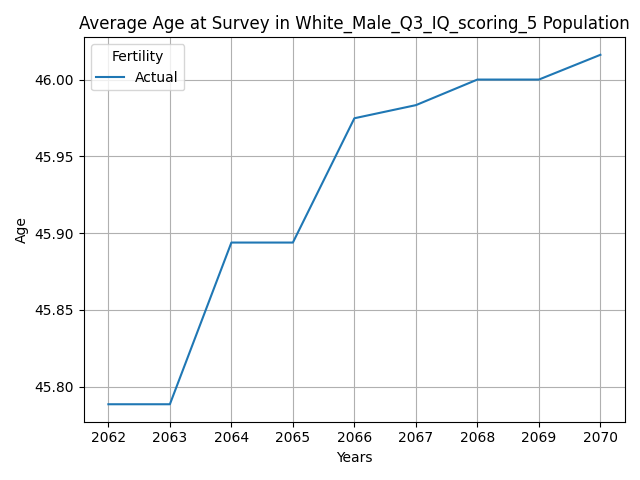 Average Age at Survey in White_Male_Q3_IQ_scoring_5 Population
Fertility
Actual
46.00
45.95
45.90
45.85
45.80
Age
2062 2063 2064 2065 2066 2067 2068 2069 2070
Years